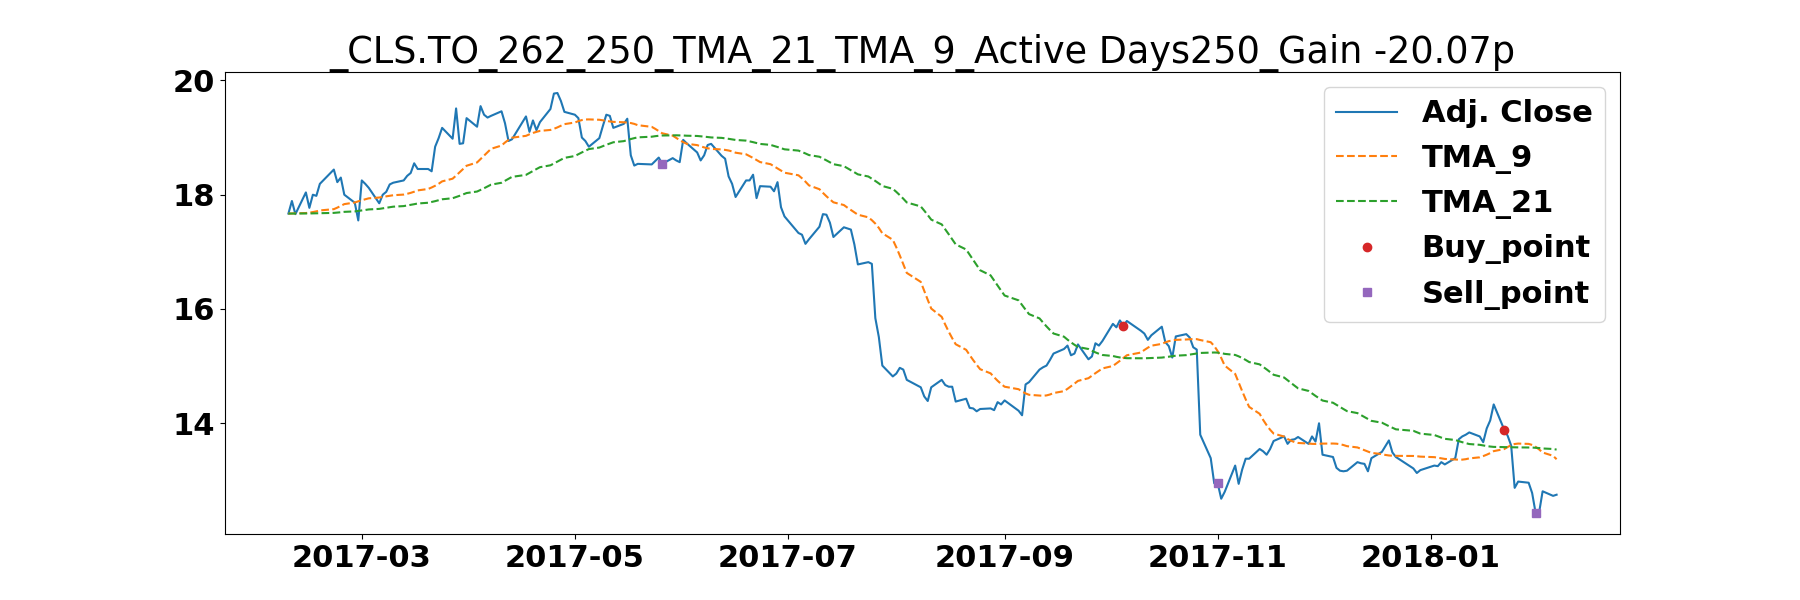 _CLS.TO_262_250_TMA_21_TMA_9_Active Days250_Gain -20.07p
20
18
16
14
2017-03 2017-05 2017-07 2017-09 2017-11 2018-01
Adj. Close
TMA_9
TMA_21
Buy_point
Sell_point